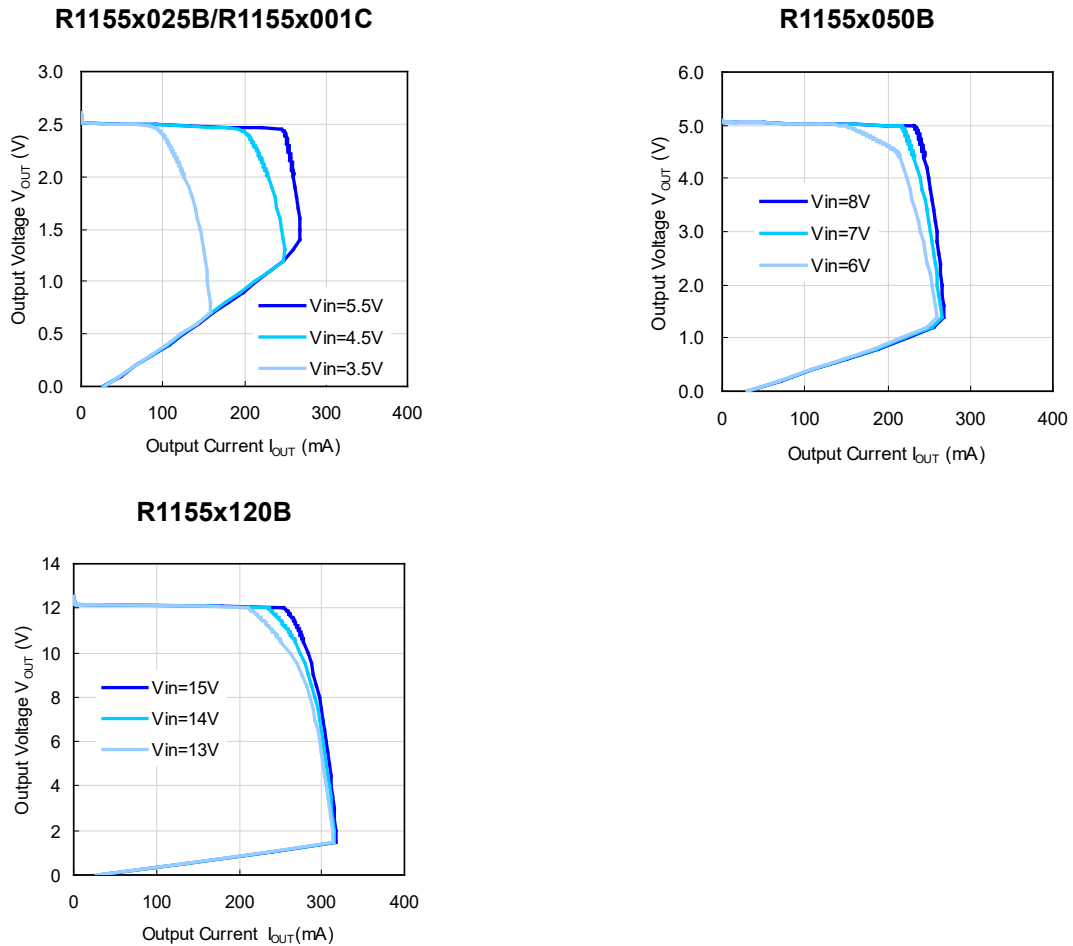 R1155x025B/R1155x001C
Output Voltage VOUT (V)
3.0
2.5
2.0
1.5
1.0
0.5
0.0
Vin=5.5V
Vin=4.5V
Vin=3.5V
0 100 200 300 400
Output Current IOUT (mA)
R1155x050B
Output Voltage VOUT (V)
6.0
5.0
4.0
3.0
2.0
1.0
0.0
Vin=8V
Vin=7V
Vin=6V
0 100 200 300 400
Output Current IOUT (mA)
R1155x120B
Output Voltage VOUT (V)
14
12
10
8
6
4
2
0
Vin=15V
Vin=14V
Vin=13V
0 100 200 300 400
Output Current IOUT(mA)